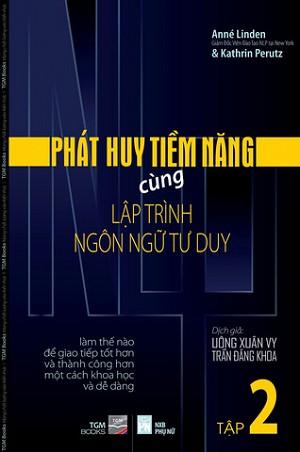 Anné Linden
Giám Đốc Viện Đào tạo NLP tại New York
& Kathrin Perutz
NLP
PHÁT HUY TIỀM NĂNG
cùng
LẬP TRÌNH
NGÔN NGỮ TƯ DUY
làm thế nào
để giao tiếp tốt hơn
và thành công hơn
một cách khoa học
và dễ dàng
Dịch giả:
UÔNG XUÂN VY
TRẦN ĐĂNG KHOA
TẬP 2
TGM
BOOKS
TGM
PN
NXB
PHỤ NỮ